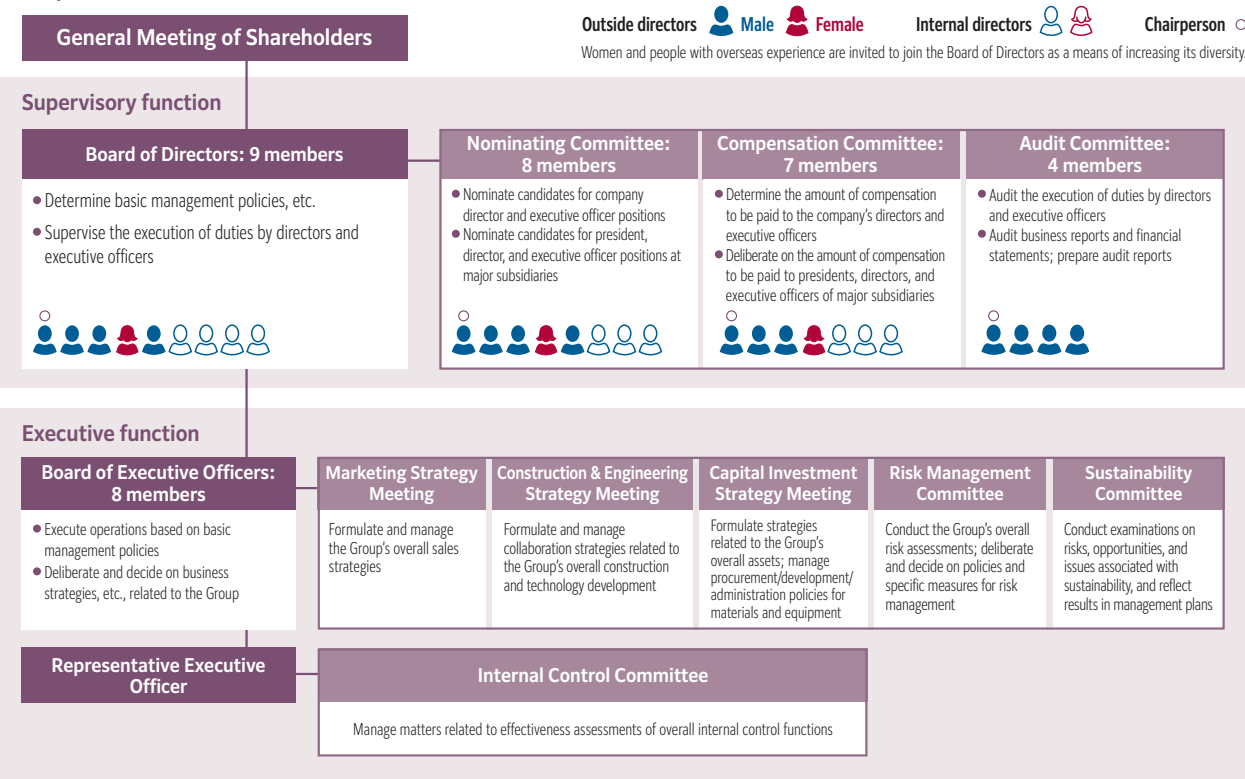 General Meeting of Shareholders
Outside directors Male Female Internal directors Chairperson
Women and people with overseas experience are invited to join the Board of Directors as a means of increasing its diversity.
Supervisory function
Board of Directors: 9 members
• Determine basic management policies, etc.
• Supervise the execution of duties by directors and
executive officers
Nominating Committee:
8 members
• Nominate candidates for company
director and executive officer positions
• Nominate candidates for president,
director, and executive officer positions at
major subsidiaries
Compensation Committee:
7 members
• Determine the amount of compensation
to be paid to the company's directors and
executive officers
• Deliberate on the amount of compensation
to be paid to presidents, directors, and
executive officers of major subsidiaries
Audit Committee:
4 members
• Audit the execution of duties by directors
and executive officers
• Audit business reports and financial
statements; prepare audit reports
Executive function
Board of Executive Officers:
8 members
• Execute operations based on basic
management policies
• Deliberate and decide on business
strategies, etc., related to the Group
Marketing Strategy
Meeting
Formulate and manage
the Group's overall sales
strategies
Construction & Engineering
Strategy Meeting
Formulate and manage
collaboration strategies related to
the Group's overall construction
and technology development
Capital Investment
Strategy Meeting
Formulate strategies
related to the Group's
overall assets; manage
procurement/development/
administration policies for
materials and equipment
Risk Management
Committee
Conduct the Group's overall
risk assessments; deliberate
and decide on policies and
specific measures for risk
management
Sustainability
Committee
Conduct examinations on
risks, opportunities, and
issues associated with
sustainability, and reflect
results in management plans
Representative Executive
Officer
Internal Control Committee
Manage matters related to effectiveness assessments of overall internal control functions